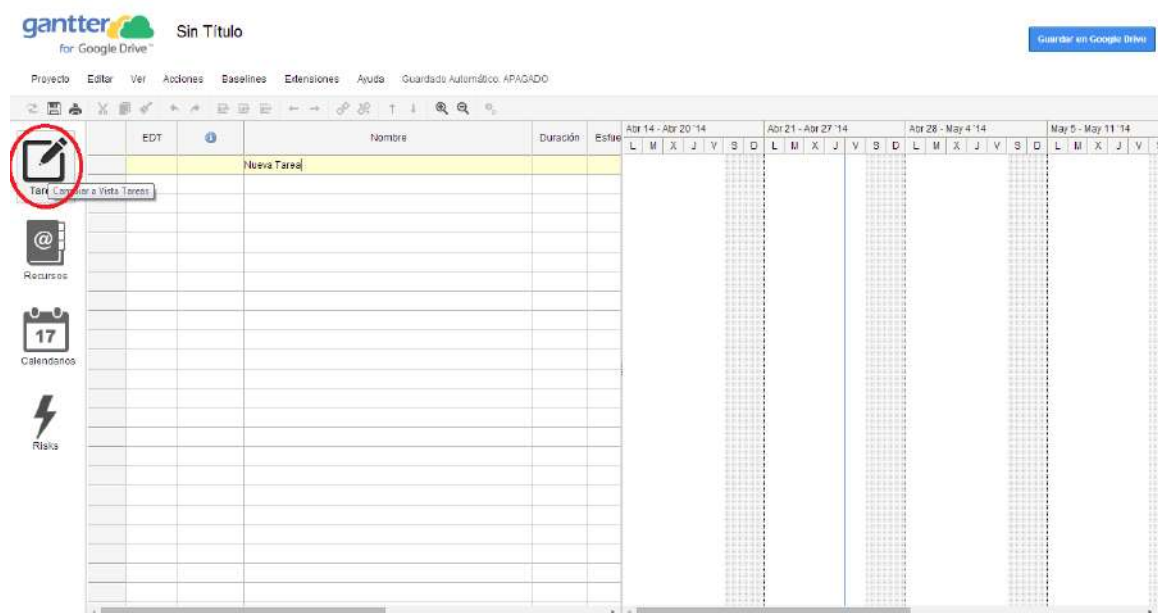 gantter
for Google Drive™
Sin Título
Guardar en Google Drive
Proyecto Editar Ver Acciones Baselines Extensiones Ayuda Guardado Automático: APAGADO
EDT Nombre Duración Esfue
Abr 14 - Abr 20 '14 Abr 21 - Abr 27 '14 Abr 28 - May 4 '14 May 5 - May 11 '14
L M X J V S D L M X J V S D L M X J V S D L M X J V
Nueva Tarea
Cambiar a Vista Tareas
@
Recursos
17
Calendarios
Risks